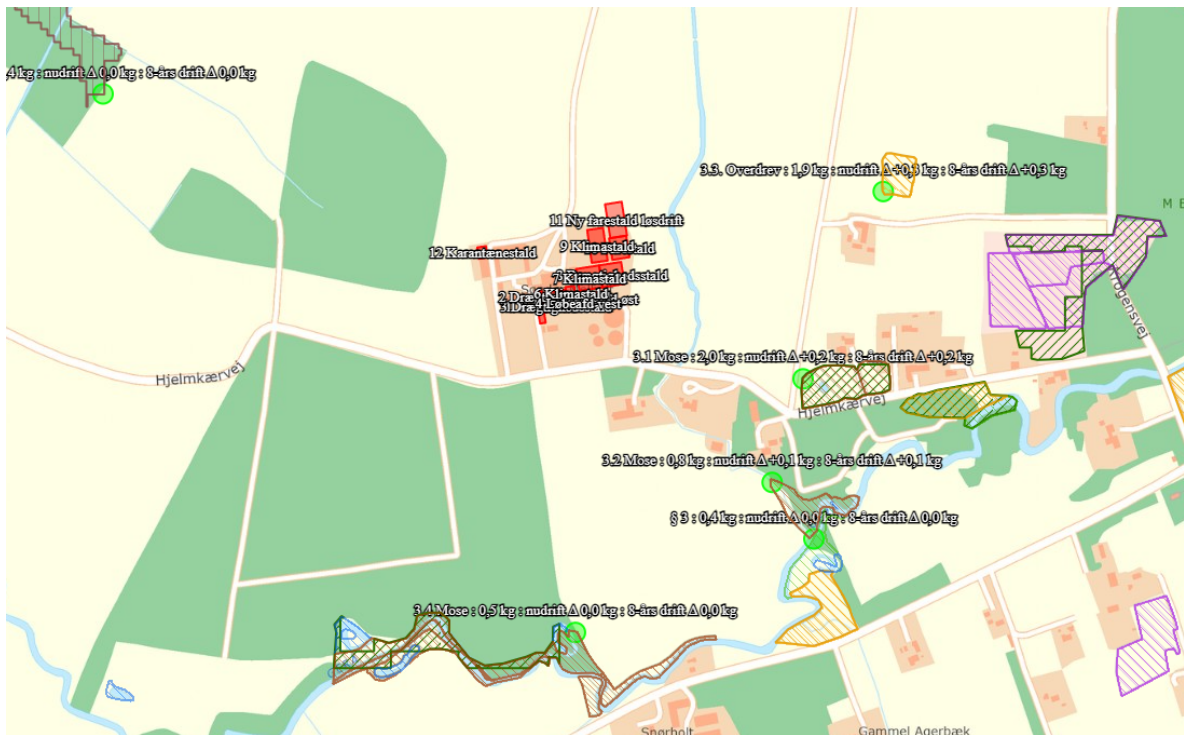 ,4 kg : nudrift Δ 0,0 kg : 8-års drift Δ 0,0 kg
3.3. Overdrev : 1,9 kg : nudrift Δ +0,3 kg : 8-års drift Δ +0,3 kg
11 Ny farestald løsdrift
9 Klimastald
12 Karantænestald
7 Klimastald
6 Klimastald
4 Løbeafd vest
Hjelmkærvej
3.1 Mose : 2,0 kg : nudrift Δ +0,2 kg : 8-års drift Δ +0,2 kg
Hjelmkærvej
3.2 Mose : 0,8 kg : nudrift Δ +0,1 kg : 8-års drift Δ +0,1 kg
§ 3 : 0,4 kg : nudrift Δ 0,0 kg : 8-års drift Δ 0,0 kg
3.4 Mose : 0,5 kg : nudrift Δ 0,0 kg : 8-års drift Δ 0,0 kg
Snørholt
Gammel Agerbæk